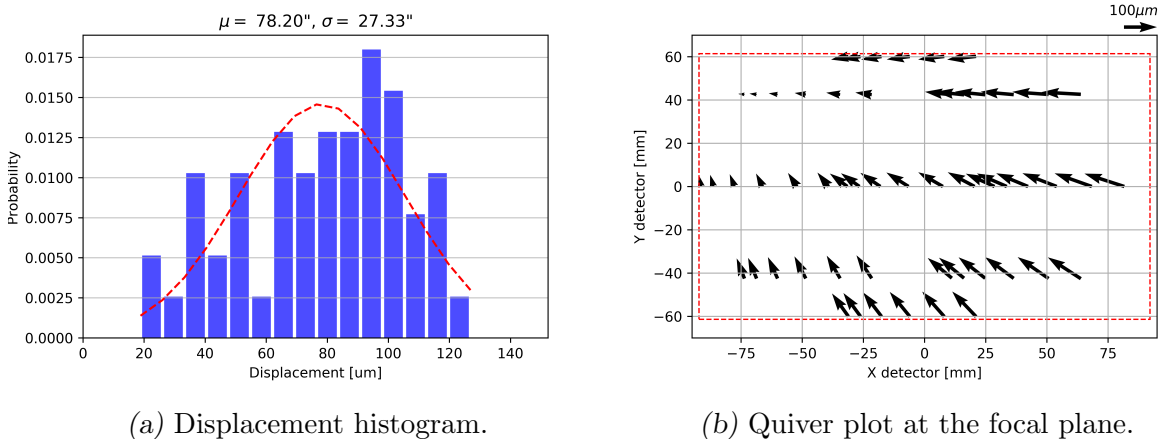 μ = 78.20", σ = 27.33"
0.0175
0.0150
0.0125
0.0100
0.0075
0.0050
0.0025
0.0000
Probability
0 20 40 60 80 100 120 140
Displacement [um]
(a) Displacement histogram.
100μm
60
40
20
0
−20
−40
−60
Y detector [mm]
−75 −50 −25 0 25 50 75
X detector [mm]
(b) Quiver plot at the focal plane.